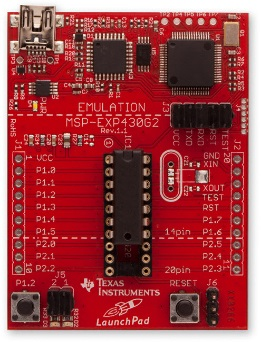 EMULATION
MSP-EXP430G2
Rev.1.1
J3
TEST
RST
RXD
TXD
VCC
J1
J2
1
20
VCC
P1.0
P1.1
P1.2
P1.3
P1.4
P1.5
P2.0
P2.1
P2.2
10
GND
XIN
XOUT
TEST
RST
P1.7
P1.6
14pin
P2.5
P2.4
20pin
P2.3
P1.2
J5
TEXAS
INSTRUMENTS
LaunchPad
RESET
J6